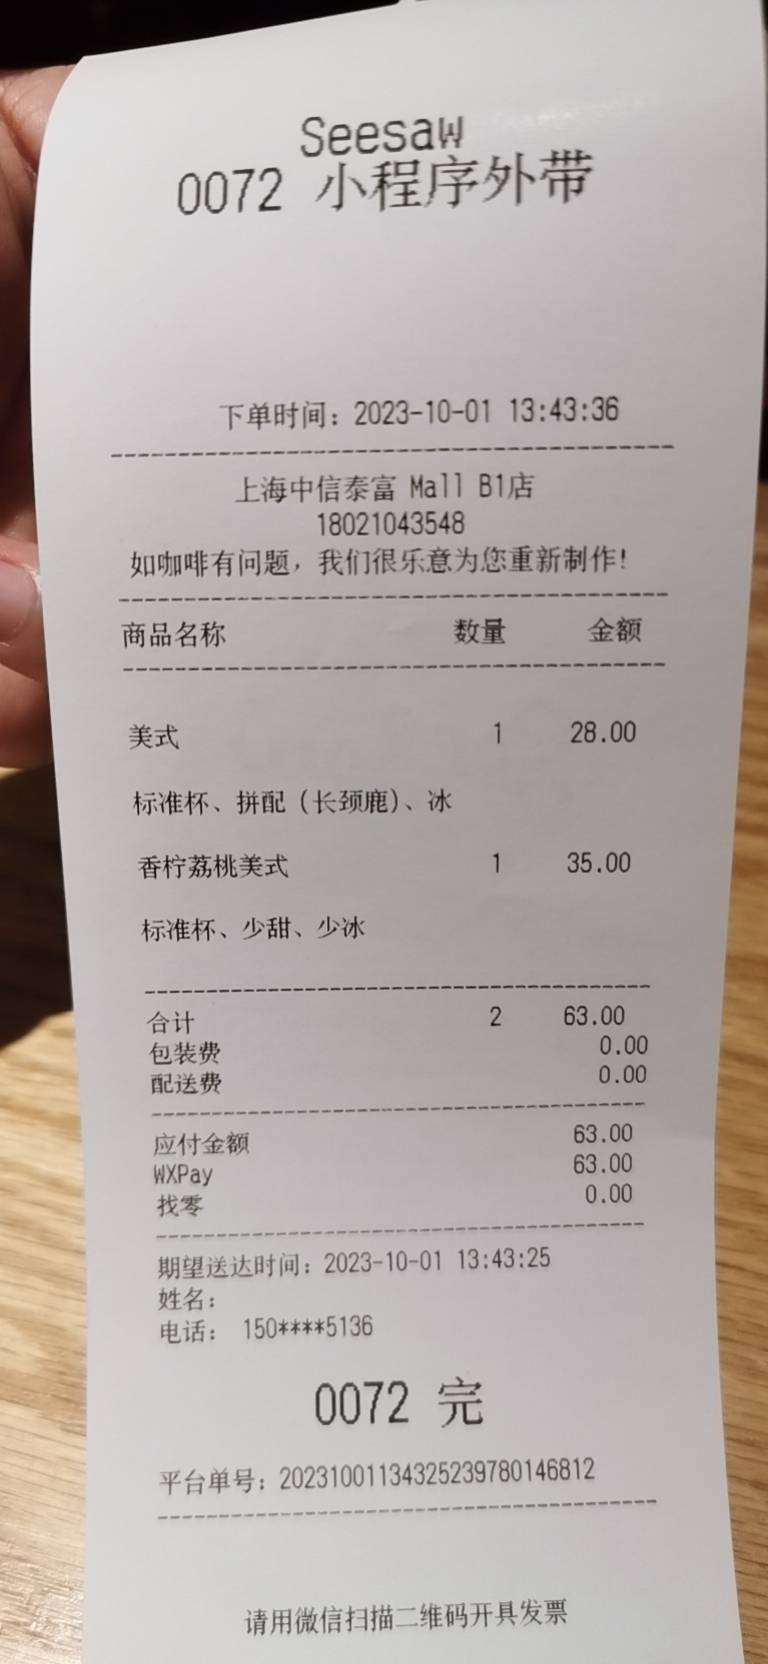 Seesaw
0072 小程序外带
下单时间：2023-10-01 13:43:36
上海中信泰富 Mall B1店
18021043548
如咖啡有问题，我们很乐意为您重新制作！
商品名称 数量 金额
美式 1 28.00
标准杯、拼配（长颈鹿）、冰
香柠荔桃美式 1 35.00
标准杯、少甜、少冰
合计 2 63.00
包装费 0.00
配送费 0.00
应付金额 63.00
WXPay 63.00
找零 0.00
期望送达时间：2023-10-01 13:43:25
姓名：
电话： 150****5136
0072 完
平台单号：20231001134325239780146812
请用微信扫描二维码开具发票